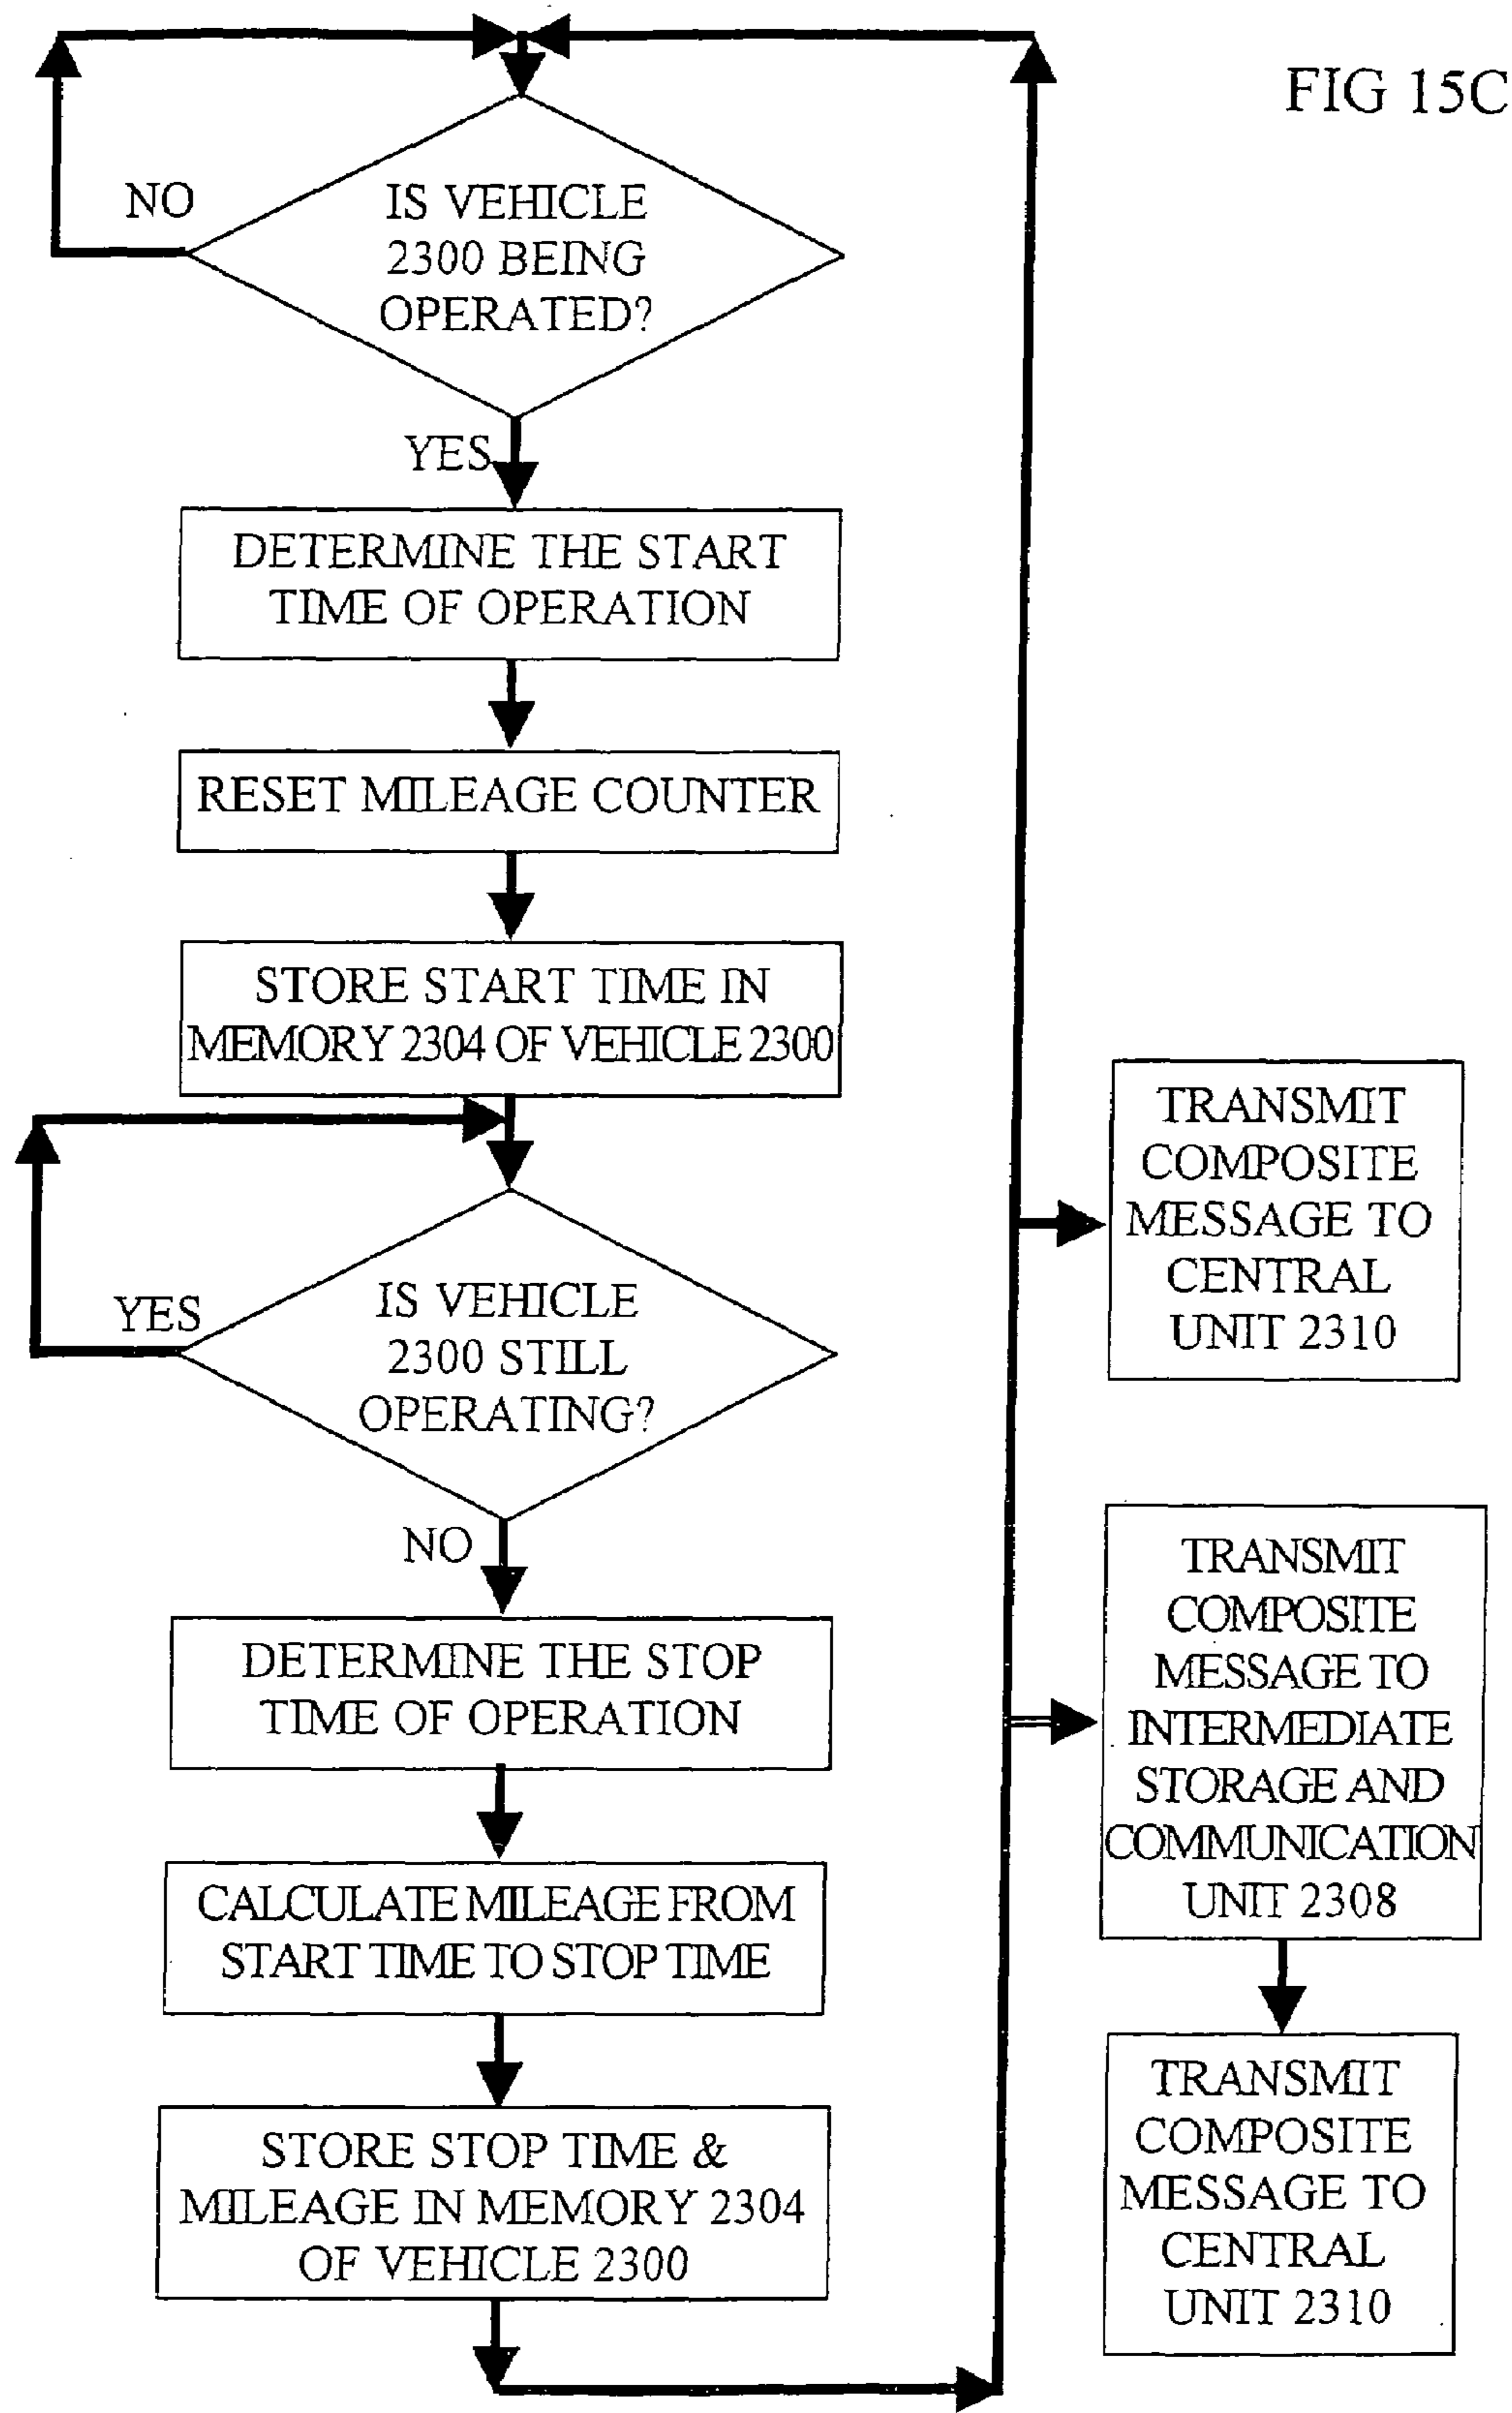 FIG 15C
NO
IS VEHICLE
2300 BEING
OPERATED?
YES
DETERMINE THE START
TIME OF OPERATION
RESET MILEAGE COUNTER
STORE START TIME IN
MEMORY 2304 OF VEHICLE 2300
YES
IS VEHICLE
2300 STILL
OPERATING?
NO
DETERMINE THE STOP
TIME OF OPERATION
CALCULATE MILEAGE FROM
START TIME TO STOP TIME
STORE STOP TIME &
MILEAGE IN MEMORY 2304
OF VEHICLE 2300
TRANSMIT
COMPOSITE
MESSAGE TO
CENTRAL
UNIT 2310
TRANSMIT
COMPOSITE
MESSAGE TO
INTERMEDIATE
STORAGE AND
COMMUNICATION
UNIT 2308
TRANSMIT
COMPOSITE
MESSAGE TO
CENTRAL
UNIT 2310